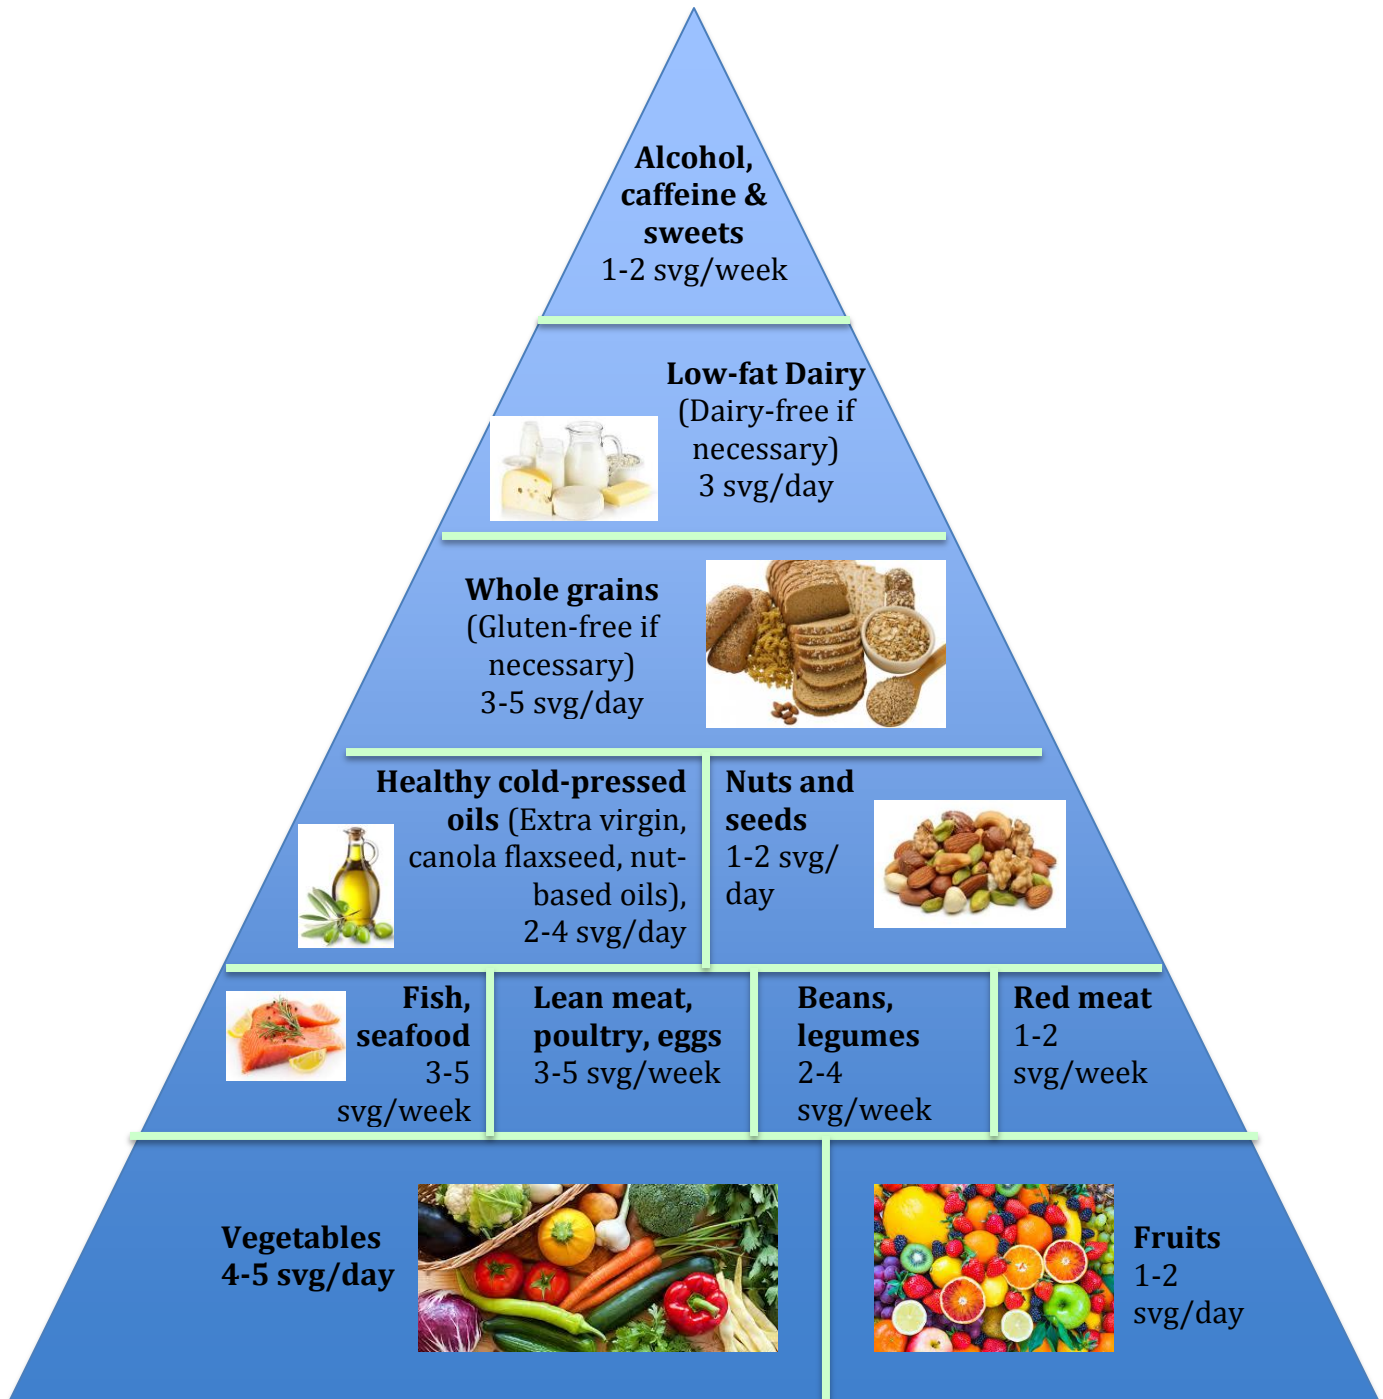 Alcohol,
caffeine &
sweets
1-2 svg/week
Low-fat Dairy
(Dairy-free if
necessary)
3 svg/day
Whole grains
(Gluten-free if
necessary)
3-5 svg/day
Healthy cold-pressed
oils (Extra virgin,
canola flaxseed, nut-
based oils),
2-4 svg/day
Nuts and
seeds
1-2 svg/
day
Fish,
seafood
3-5
svg/week
Lean meat,
poultry, eggs
3-5 svg/week
Beans,
legumes
2-4
svg/week
Red meat
1-2
svg/week
Vegetables
4-5 svg/day
Fruits
1-2
svg/day